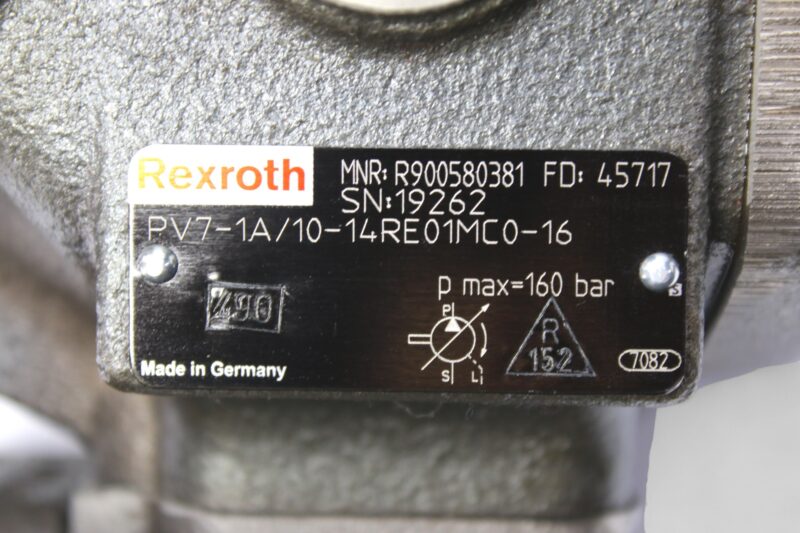 Rexroth MNR: R900580381 FD: 45717
SN:19262
PV7-1A/10-14RE01MC0-16
p max=160 bar
490
P
R
152
S L
7082
Made in Germany